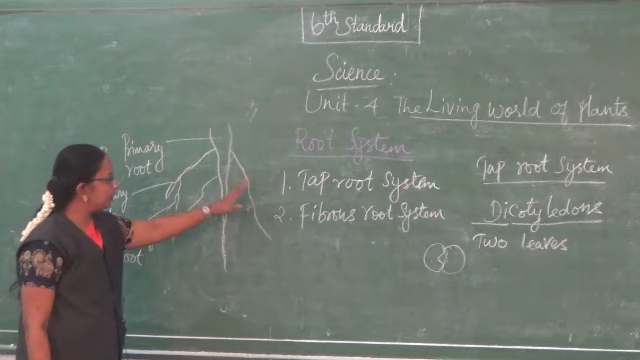 6th Standard
Science:
Unit - 4 The Living world of plants
Root System
1. Tap root System
2. Fibrous root System
Tap root System
Dicotyledons
Two leaves
Primary
root